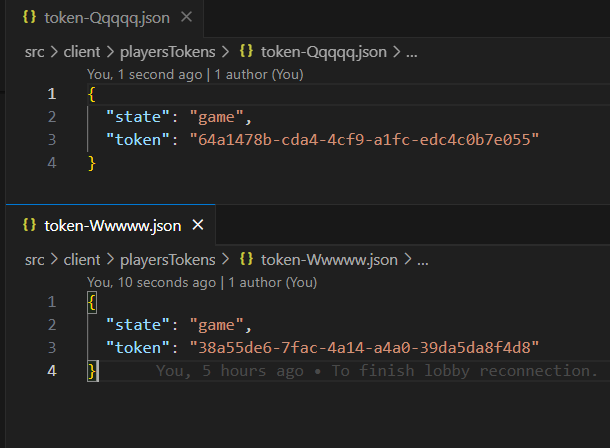 {} token-Qqqqq.json ×
src > client > playersTokens > {} token-Qqqqq.json > ...
You, 1 second ago | 1 author (You)
1 {
2 "state": "game",
3 "token": "64a1478b-cda4-4cf9-a1fc-edc4c0b7e055"
4 }
{} token-Wwwww.json ×
src > client > playersTokens > {} token-Wwwww.json > ...
You, 10 seconds ago | 1 author (You)
1 {
2 "state": "game",
3 "token": "38a55de6-7fac-4a14-a4a0-39da5da8f4d8"
4 } You, 5 hours ago • To finish lobby reconnection.